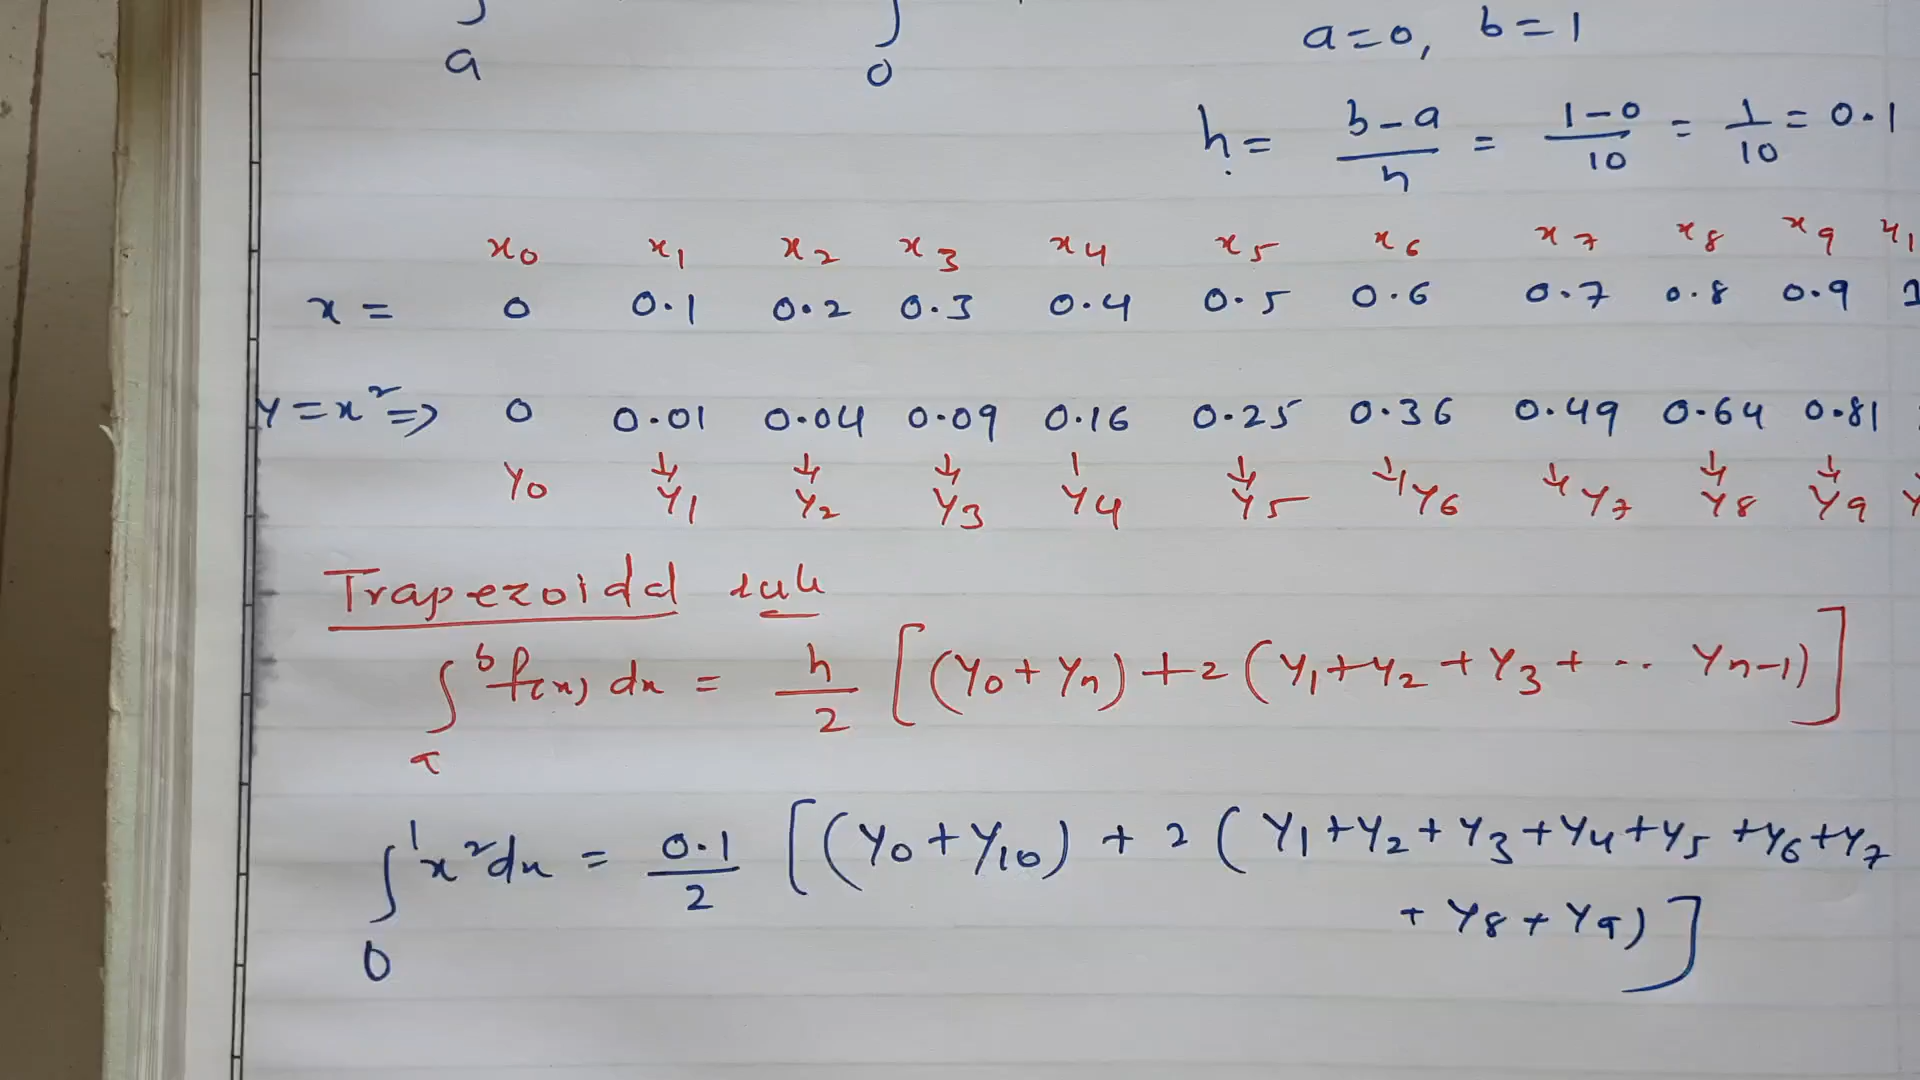 ∫ a ∫ 0 a=0, b=1
h = b-a/n = 1-0/10 = 1/10 = 0.1
x0 x1 x2 x3 x4 x5 x6 x7 x8 x9
x = 0 0.1 0.2 0.3 0.4 0.5 0.6 0.7 0.8 0.9 1
y = x² => 0 0.01 0.04 0.09 0.16 0.25 0.36 0.49 0.64 0.81
y0 y1 y2 y3 y4 y5 y6 y7 y8 y9
Trapezoidal rule
∫ₐᵇ f(x) dx = h/2 [(y0 + yn) + 2 (y1 + y2 + y3 + .. yn-1)]
∫₀¹ x² dx = 0.1/2 [(y0 + y10) + 2 (y1 + y2 + y3 + y4 + y5 + y6 + y7
+ y8 + y9)]